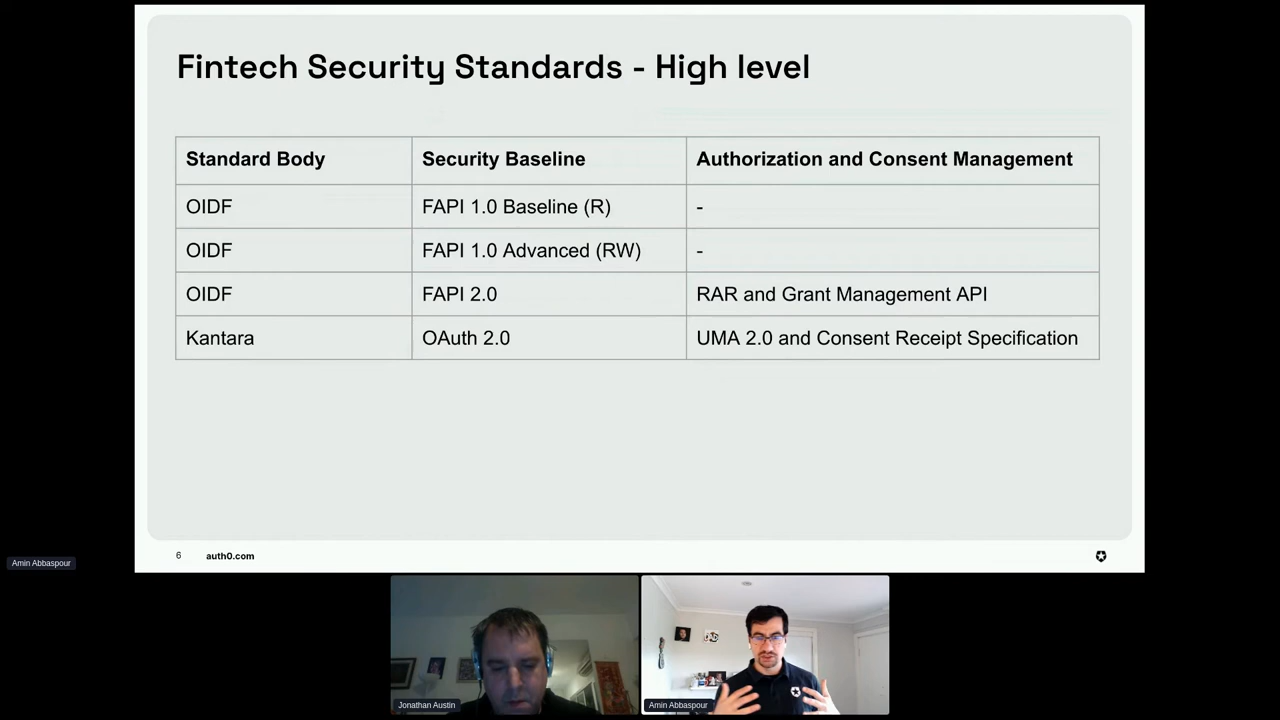 Fintech Security Standards - High level
Standard Body Security Baseline Authorization and Consent Management
OIDF FAPI 1.0 Baseline (R) -
OIDF FAPI 1.0 Advanced (RW) -
OIDF FAPI 2.0 RAR and Grant Management API
Kantara OAuth 2.0 UMA 2.0 and Consent Receipt Specification
6 auth0.com
Amin Abbaspour
Jonathan Austin
Amin Abbaspour